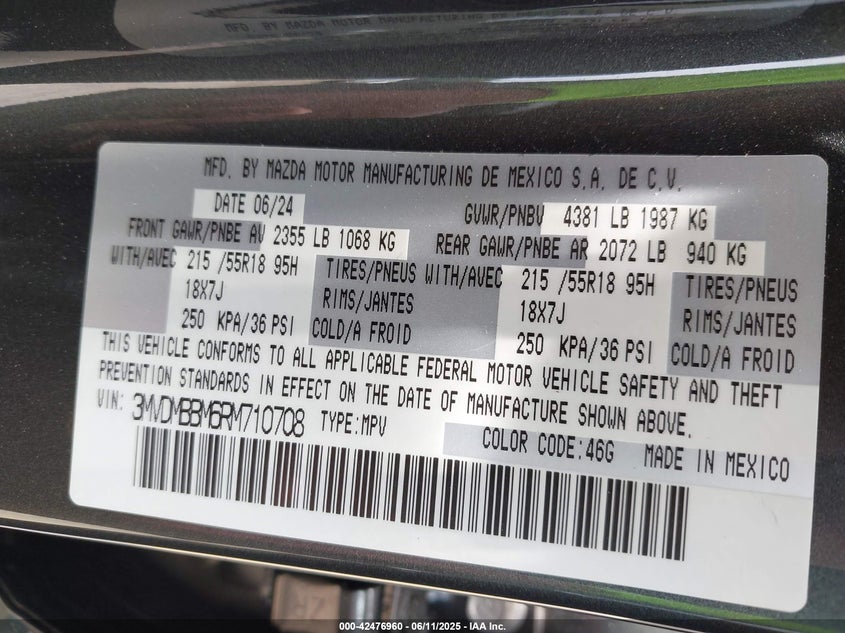 MFD. BY MAZDA MOTOR MANUFACTURING DE MEXICO S.A. DE C.V.
DATE 06/24 GVWR/PNBV 4381 LB 1987 KG
FRONT GAWR/PNBE AV 2355 LB 1068 KG REAR GAWR/PNBE AR 2072 LB 940 KG
WITH/AVEC 215 /55R18 95H TIRES/PNEUS WITH/AVEC 215 /55R18 95H TIRES/PNEUS
18X7J RIMS/JANTES 18X7J RIMS/JANTES
250 KPA/36 PSI COLD/A FROID 250 KPA/36 PSI COLD/A FROID
THIS VEHICLE CONFORMS TO ALL APPLICABLE FEDERAL MOTOR VEHICLE SAFETY AND THEFT
PREVENTION STANDARDS IN EFFECT ON THE DATE OF MANUFACTURE SHOWN ABOVE.
VIN: 3MVDMBBM6RM710708 TYPE:MPV
COLOR CODE:46G MADE IN MEXICO
000-42476960 - 06/11/2025 - IAA Inc.